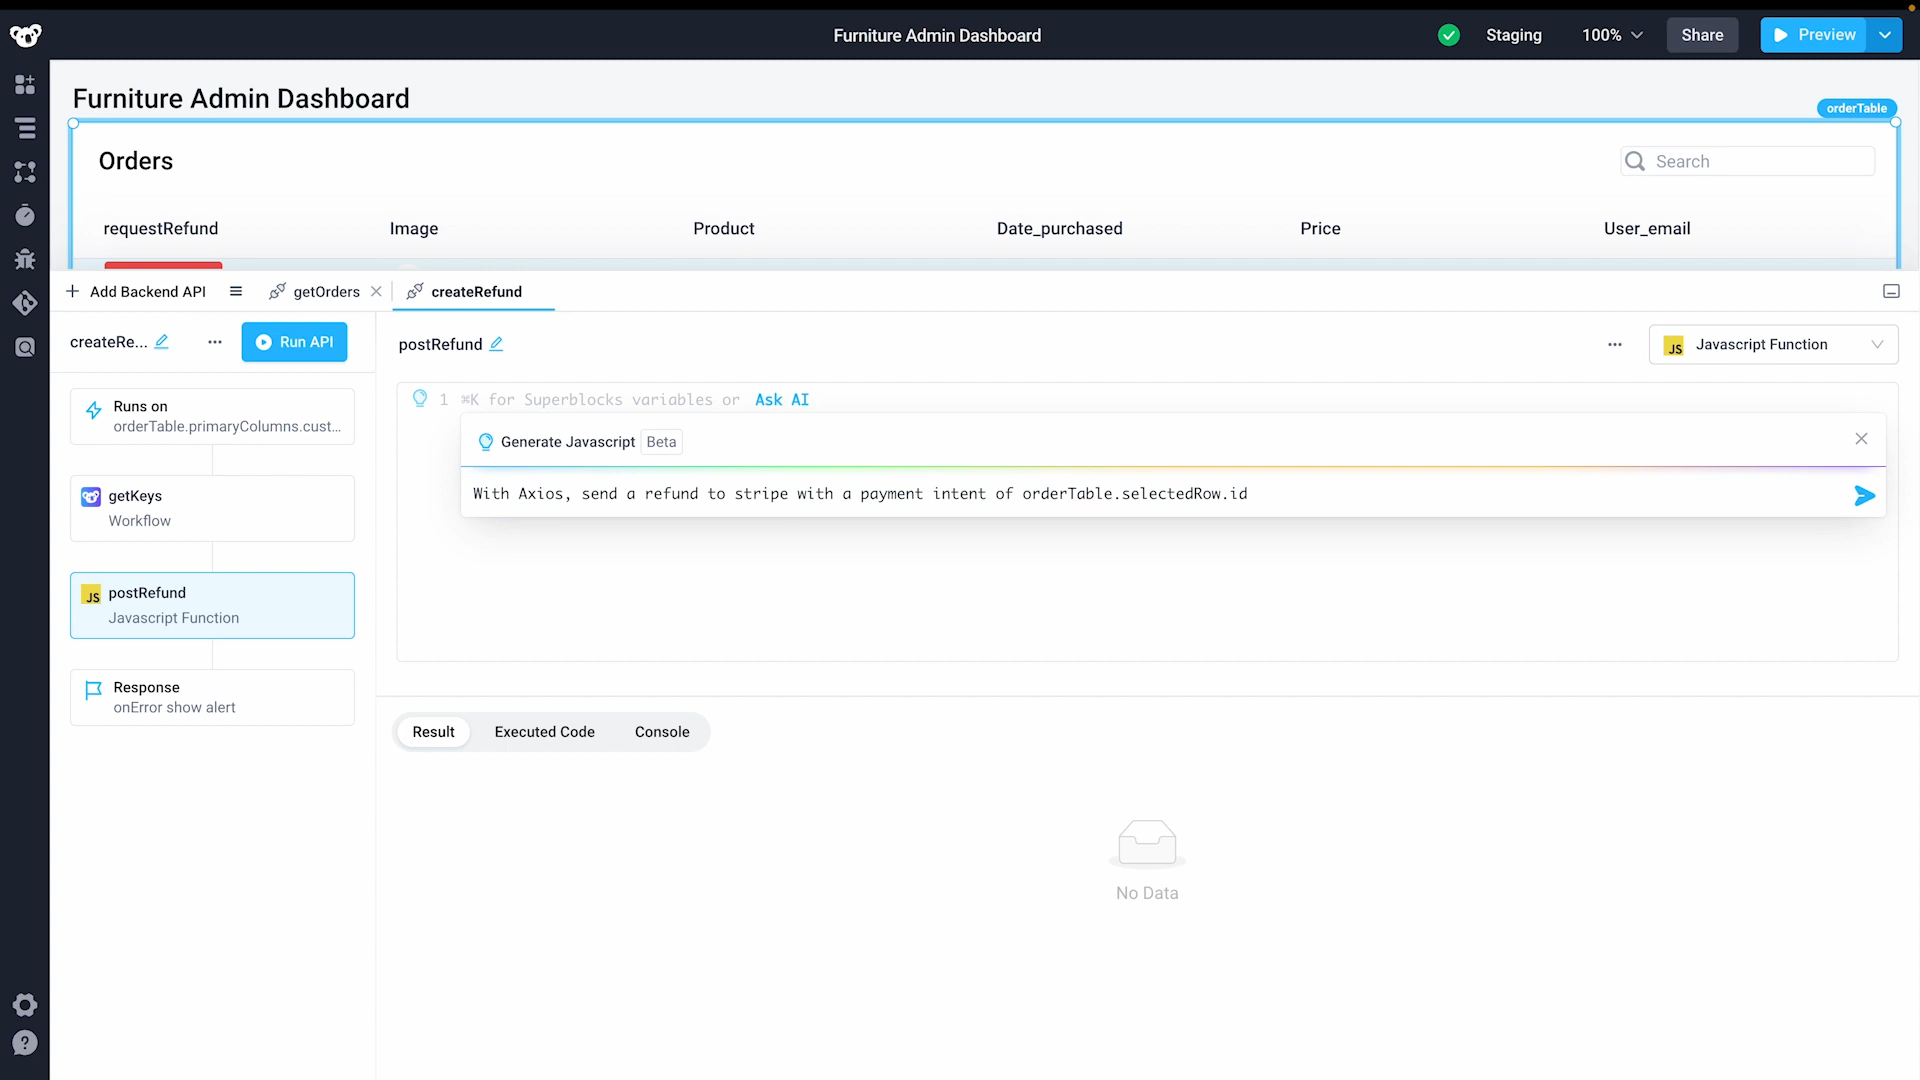 Furniture Admin Dashboard
Staging
100%
Share
Preview
Furniture Admin Dashboard
orderTable
Orders
Search
requestRefund Image Product Date_purchased Price User_email
Add Backend API
getOrders
createRefund
createRe...
Run API
postRefund
JS Javascript Function
Runs on
orderTable.primaryColumns.cust...
getKeys
Workflow
JS postRefund
Javascript Function
Response
onError show alert
1 ⌘K for Superblocks variables or Ask AI
Generate Javascript Beta
With Axios, send a refund to stripe with a payment intent of orderTable.selectedRow.id
Result Executed Code Console
No Data